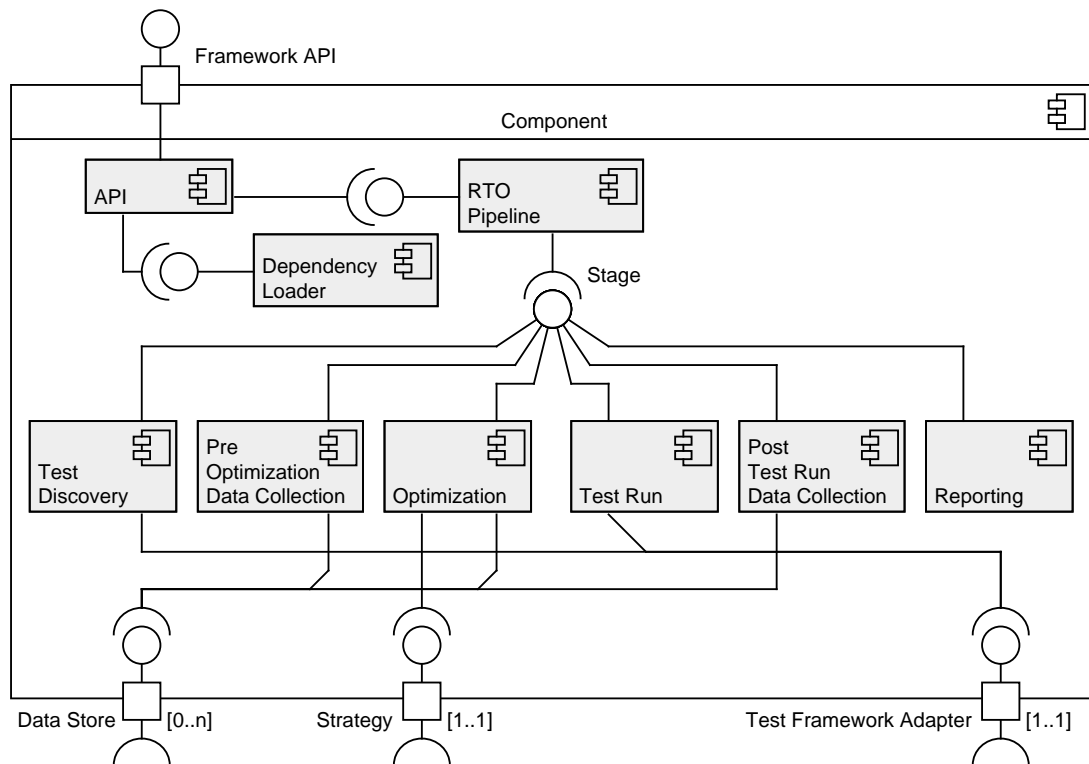 Framework API
Component
API
RTO
Pipeline
Dependency
Loader
Stage
Test
Discovery
Pre
Optimization
Data Collection
Optimization
Test Run
Post
Test Run
Data Collection
Reporting
Data Store
[0..n]
Strategy
[1..1]
Test Framework Adapter
[1..1]